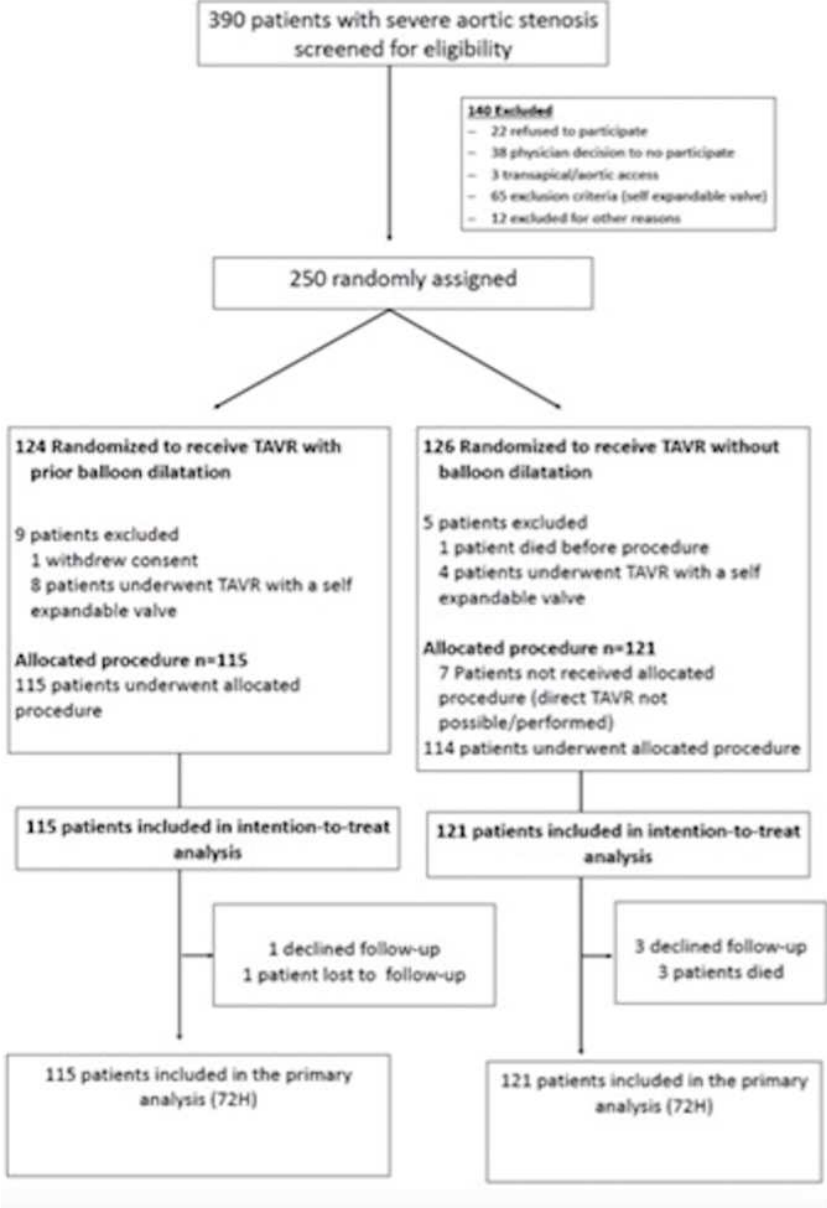 390 patients with severe aortic stenosis
screened for eligibility
140 Excluded
- 22 refused to participate
- 38 physician decision to no participate
- 3 transapical/aortic access
- 65 exclusion criteria (self expandable valve)
- 12 excluded for other reasons
250 randomly assigned
124 Randomized to receive TAVR with
prior balloon dilatation
9 patients excluded
1 withdrew consent
8 patients underwent TAVR with a self
expandable valve
Allocated procedure n=115
115 patients underwent allocated
procedure
126 Randomized to receive TAVR without
balloon dilatation
5 patients excluded
1 patient died before procedure
4 patients underwent TAVR with a self
expandable valve
Allocated procedure n=121
7 Patients not received allocated
procedure (direct TAVR not
possible/performed)
114 patients underwent allocated procedure
115 patients included in intention-to-treat
analysis
121 patients included in intention-to-treat
analysis
1 declined follow-up
1 patient lost to follow-up
3 declined follow-up
3 patients died
115 patients included in the primary
analysis (72H)
121 patients included in the primary
analysis (72H)